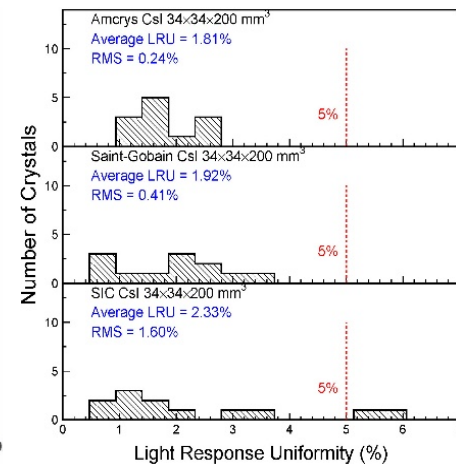 Amcrys CsI 34×34×200 mm³
Average LRU = 1.81%
RMS = 0.24%
10
5
5%
0
Saint-Gobain CsI 34×34×200 mm³
Average LRU = 1.92%
RMS = 0.41%
10
5
5%
0
SIC CsI 34×34×200 mm³
Average LRU = 2.33%
RMS = 1.60%
10
5
5%
0
Number of Crystals
0 1 2 3 4 5 6
Light Response Uniformity (%)